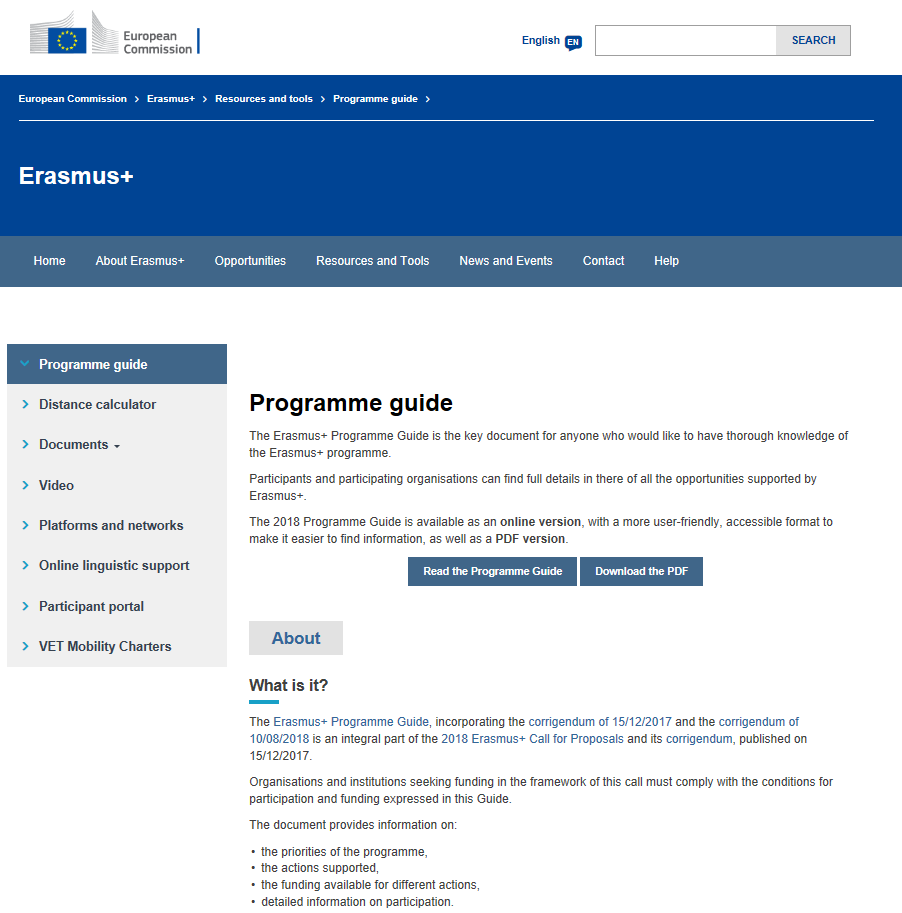 European
Commission
English EN
SEARCH
European Commission > Erasmus+ > Resources and tools > Programme guide >
Erasmus+
Home About Erasmus+ Opportunities Resources and Tools News and Events Contact Help
Programme guide
Distance calculator
Documents
Video
Platforms and networks
Online linguistic support
Participant portal
VET Mobility Charters
Programme guide
The Erasmus+ Programme Guide is the key document for anyone who would like to have thorough knowledge of
the Erasmus+ programme.
Participants and participating organisations can find full details in there of all the opportunities supported by
Erasmus+.
The 2018 Programme Guide is available as an online version, with a more user-friendly, accessible format to
make it easier to find information, as well as a PDF version.
Read the Programme Guide Download the PDF
About
What is it?
The Erasmus+ Programme Guide, incorporating the corrigendum of 15/12/2017 and the corrigendum of
10/08/2018 is an integral part of the 2018 Erasmus+ Call for Proposals and its corrigendum, published on
15/12/2017.
Organisations and institutions seeking funding in the framework of this call must comply with the conditions for
participation and funding expressed in this Guide.
The document provides information on:
• the priorities of the programme,
• the actions supported,
• the funding available for different actions,
• detailed information on participation.